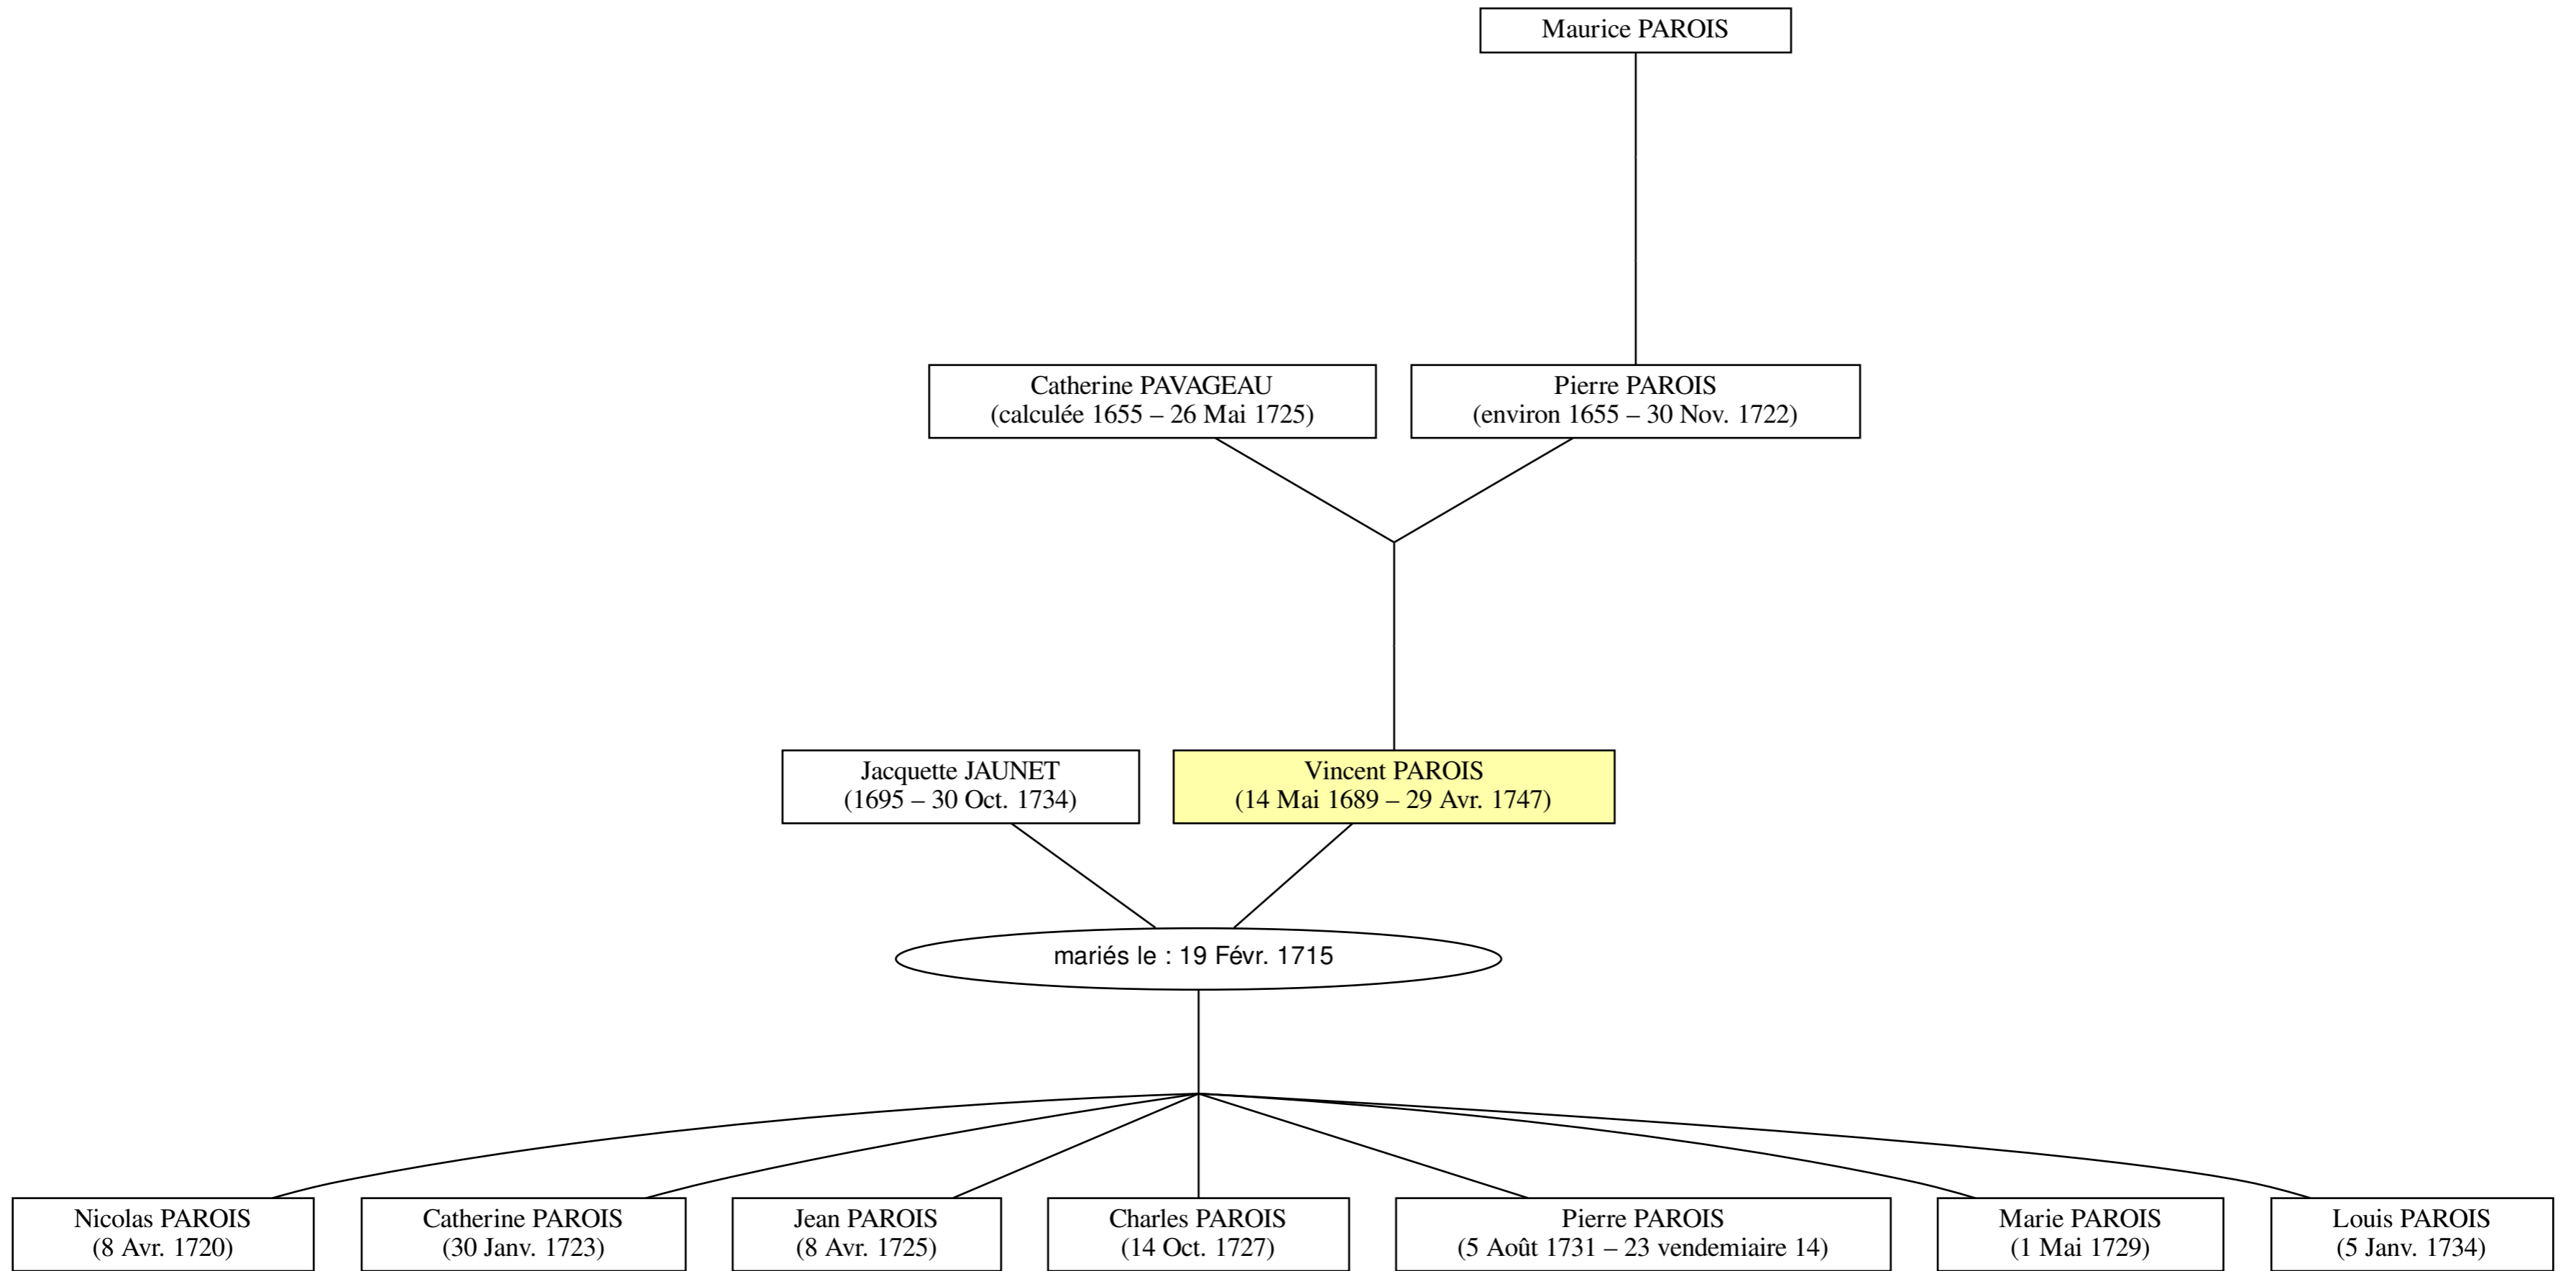 Maurice PAROIS
Catherine PAVAGEAU
(calculée 1655 – 26 Mai 1725)
Pierre PAROIS
(environ 1655 – 30 Nov. 1722)
Jacquette JAUNET
(1695 – 30 Oct. 1734)
Vincent PAROIS
(14 Mai 1689 – 29 Avr. 1747)
mariés le : 19 Févr. 1715
Nicolas PAROIS
(8 Avr. 1720)
Catherine PAROIS
(30 Janv. 1723)
Jean PAROIS
(8 Avr. 1725)
Charles PAROIS
(14 Oct. 1727)
Pierre PAROIS
(5 Août 1731 – 23 vendemiaire 14)
Marie PAROIS
(1 Mai 1729)
Louis PAROIS
(5 Janv. 1734)